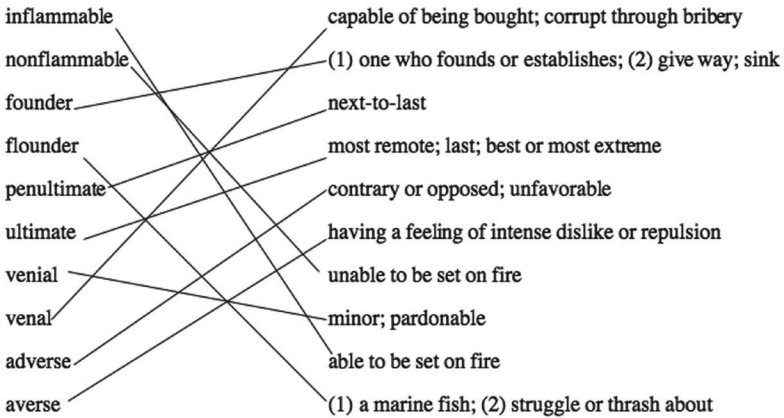 inflammable capable of being bought; corrupt through bribery
nonflammable (1) one who founds or establishes; (2) give way; sink
founder next-to-last
flounder most remote; last; best or most extreme
penultimate contrary or opposed; unfavorable
ultimate having a feeling of intense dislike or repulsion
venial unable to be set on fire
venal minor; pardonable
adverse able to be set on fire
averse (1) a marine fish; (2) struggle or thrash about